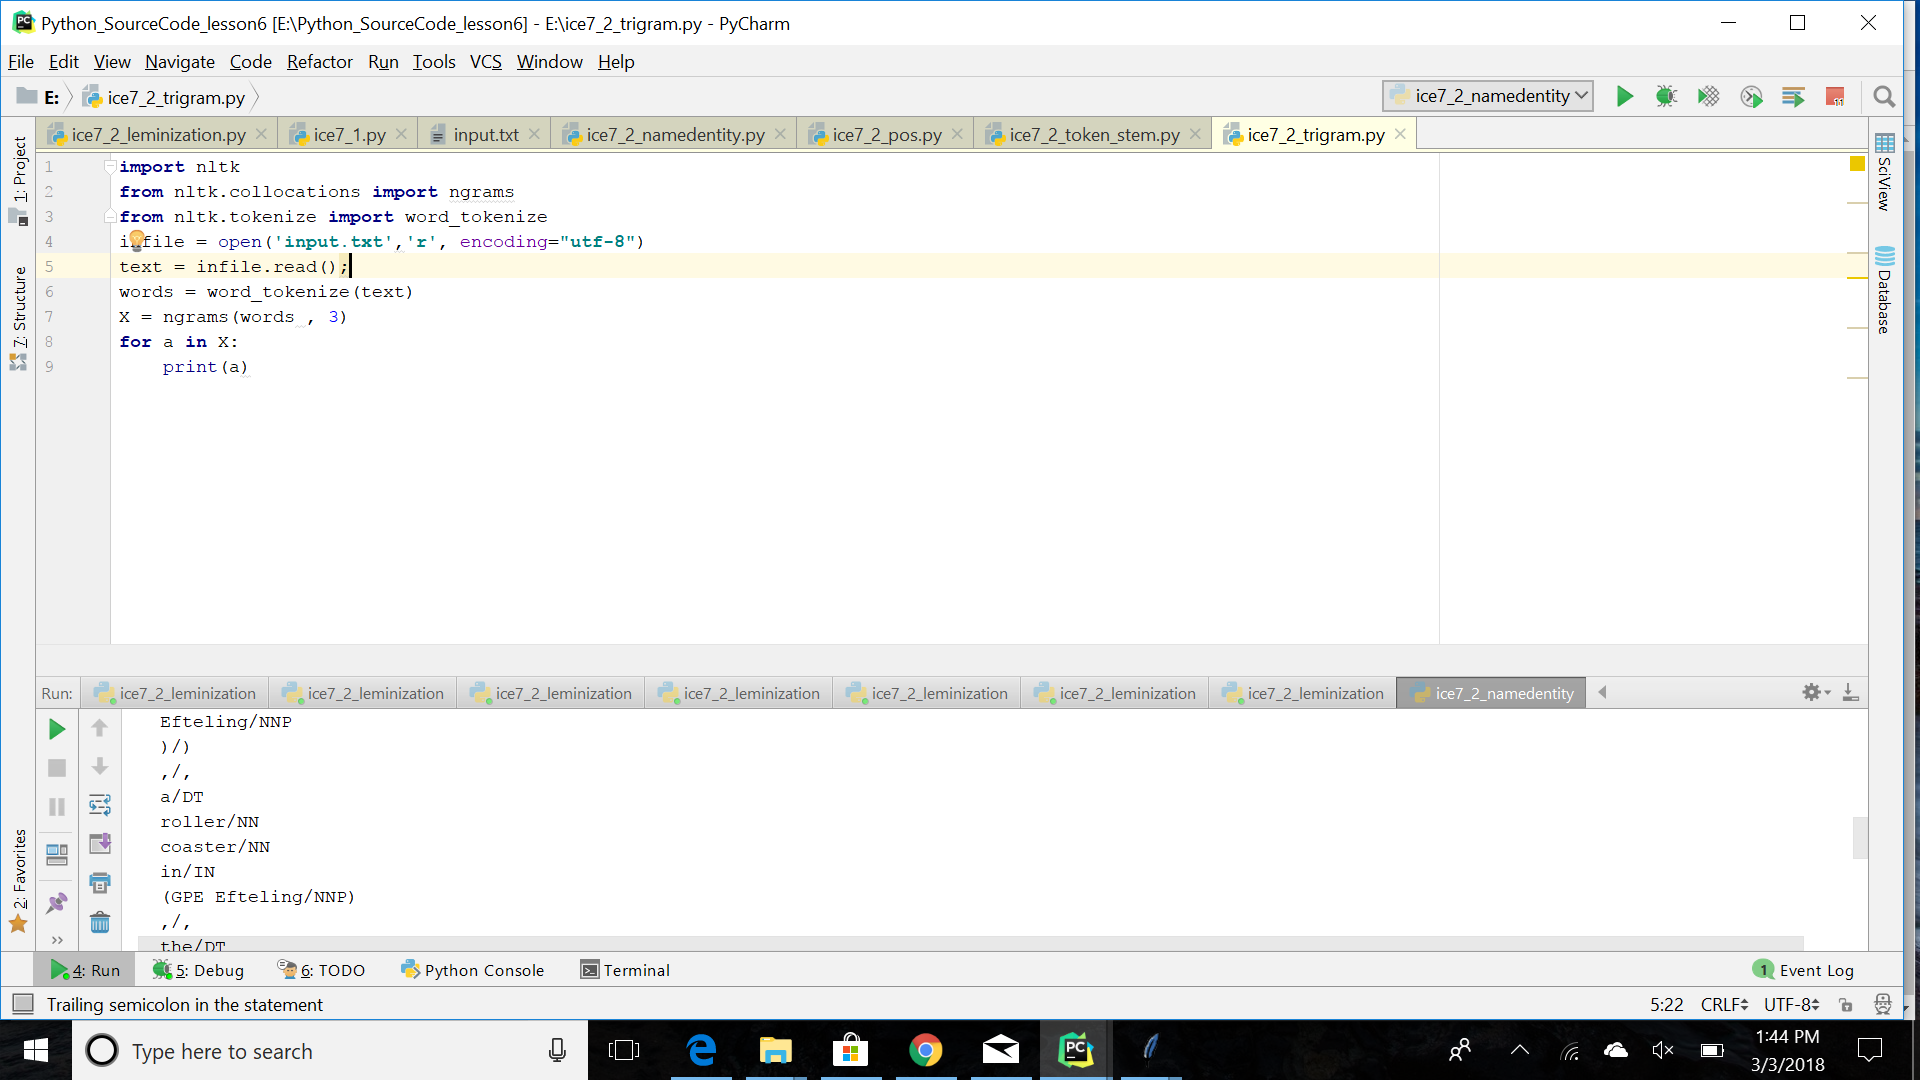 Python_SourceCode_lesson6 [E:\Python_SourceCode_lesson6] - E:\ice7_2_trigram.py - PyCharm
File Edit View Navigate Code Refactor Run Tools VCS Window Help
E: ice7_2_trigram.py ice7_2_namedentity 11
ice7_2_leminization.py ice7_1.py input.txt ice7_2_namedentity.py ice7_2_pos.py ice7_2_token_stem.py ice7_2_trigram.py
1: Project
7: Structure
2: Favorites
SciView
Database
1 import nltk
2 from nltk.collocations import ngrams
3 from nltk.tokenize import word_tokenize
4 infile = open('input.txt','r', encoding="utf-8")
5 text = infile.read();
6 words = word_tokenize(text)
7 X = ngrams(words , 3)
8 for a in X:
9 print(a)
Run: ice7_2_leminization ice7_2_leminization ice7_2_leminization ice7_2_leminization ice7_2_leminization ice7_2_leminization ice7_2_leminization ice7_2_namedentity
Efteling/NNP
)/)
,/,
a/DT
roller/NN
coaster/NN
in/IN
(GPE Efteling/NNP)
,/,
the/DT
4: Run 5: Debug 6: TODO Python Console Terminal 1 Event Log
Trailing semicolon in the statement 5:22 CRLF UTF-8
Type here to search
1:44 PM
3/3/2018